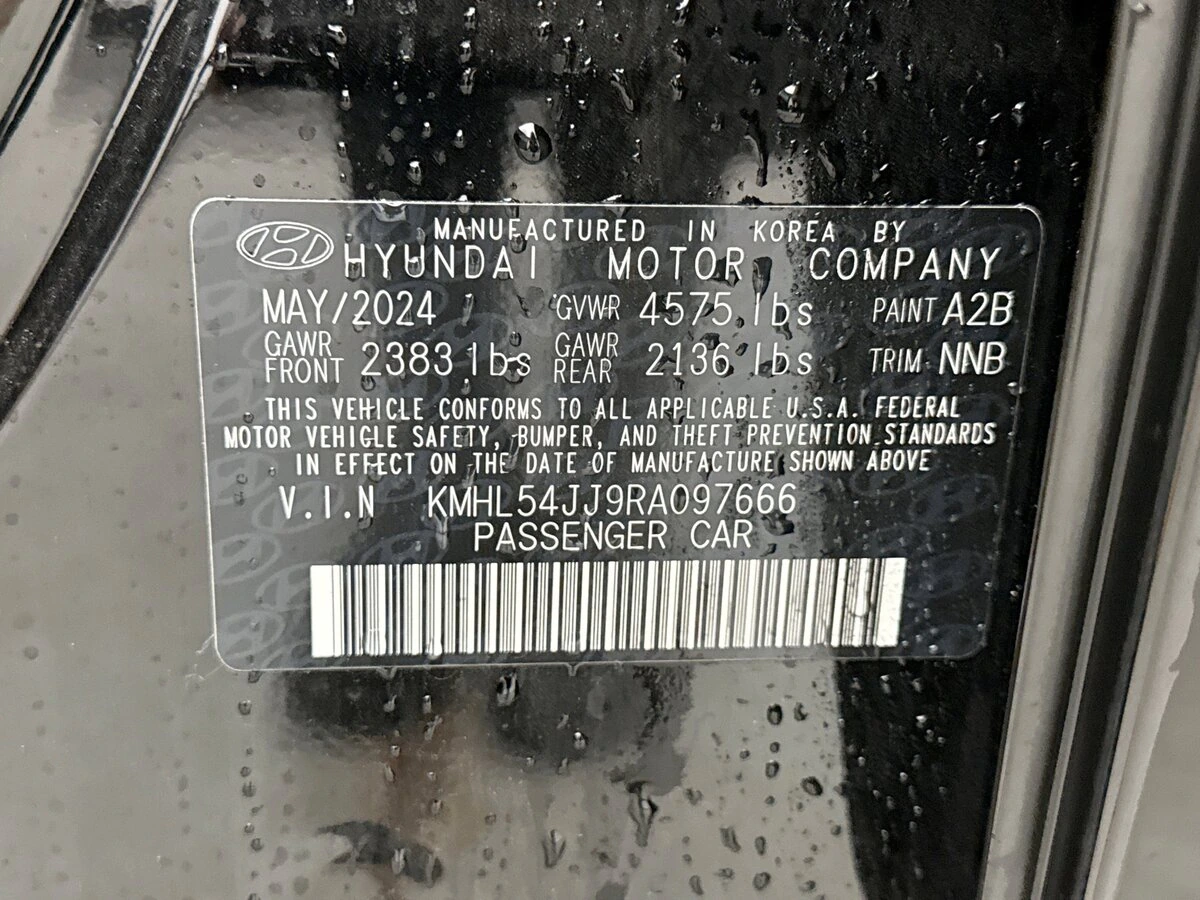 MANUFACTURED IN KOREA BY
HYUNDAI MOTOR COMPANY
MAY/2024 GVWR 4575 lbs PAINT A2B
GAWR FRONT 2383 lbs GAWR REAR 2136 lbs TRIM NNB
THIS VEHICLE CONFORMS TO ALL APPLICABLE U.S.A. FEDERAL
MOTOR VEHICLE SAFETY, BUMPER, AND THEFT PREVENTION STANDARDS
IN EFFECT ON THE DATE OF MANUFACTURE SHOWN ABOVE
V.I.N KMHL54JJ9RA097666
PASSENGER CAR